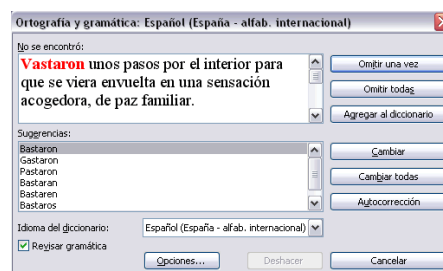 Ortografía y gramática: Español (España - alfab. internacional)
No se encontró:
Vastaron unos pasos por el interior para
que se viera envuelta en una sensación
acogedora, de paz familiar.
Omitir una vez
Omitir todas
Agregar al diccionario
Sugerencias:
Bastaron
Gastaron
Pastaron
Bastaran
Bastaren
Bastaros
Cambiar
Cambiar todas
Autocorrección
Idioma del diccionario:
Español (España - alfab. internacional)
Revisar gramática
Opciones...
Deshacer
Cancelar